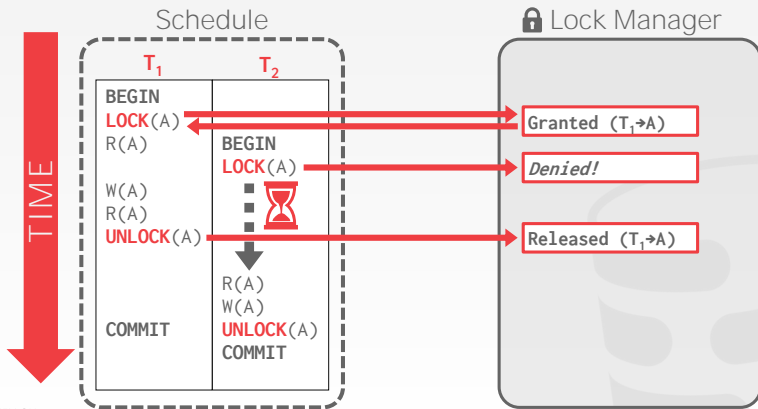 Schedule
Lock Manager
TIME
T1 T2
BEGIN
LOCK(A)
Granted (T1→A)
R(A) BEGIN
LOCK(A)
Denied!
W(A)
R(A)
UNLOCK(A)
Released (T1→A)
R(A)
W(A)
COMMIT UNLOCK(A)
COMMIT